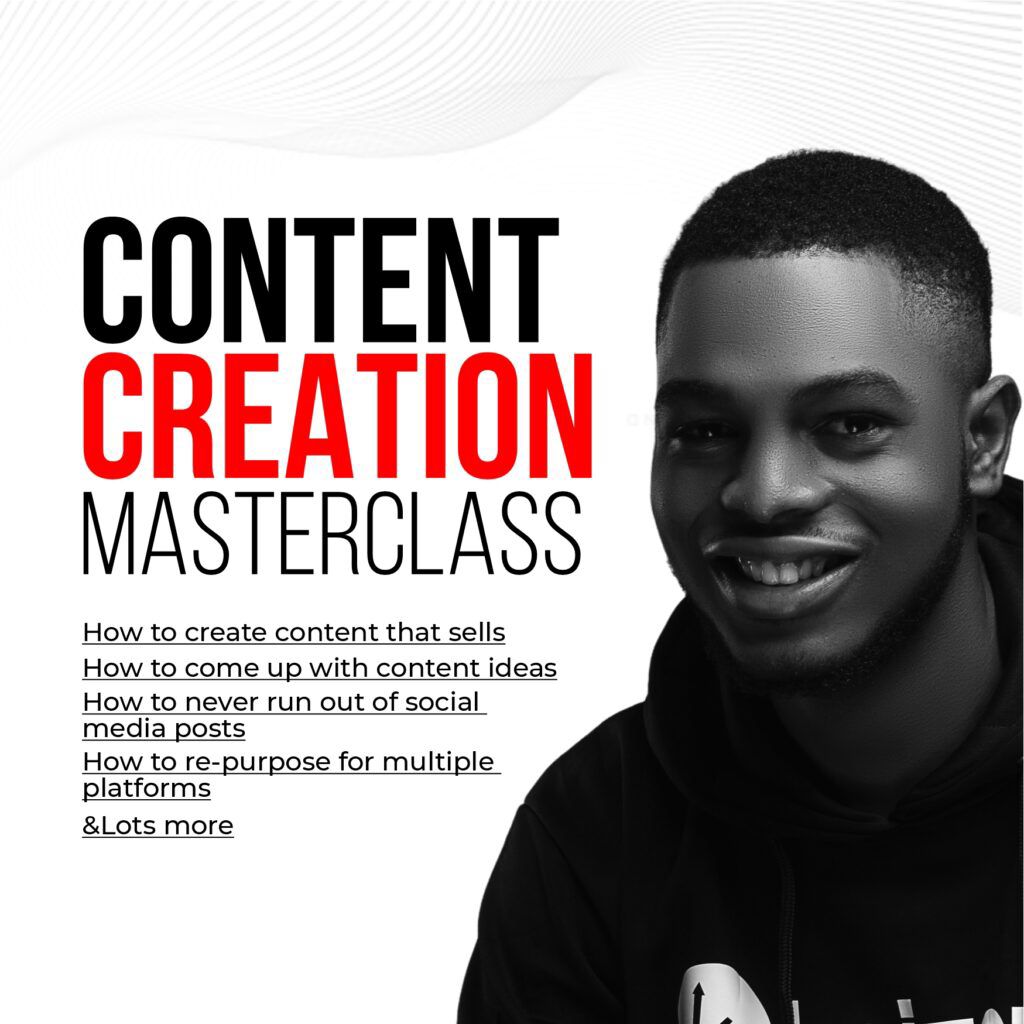 CONTENT
CREATION
MASTERCLASS
How to create content that sells
How to come up with content ideas
How to never run out of social
media posts
How to re-purpose for multiple
platforms
&Lots more